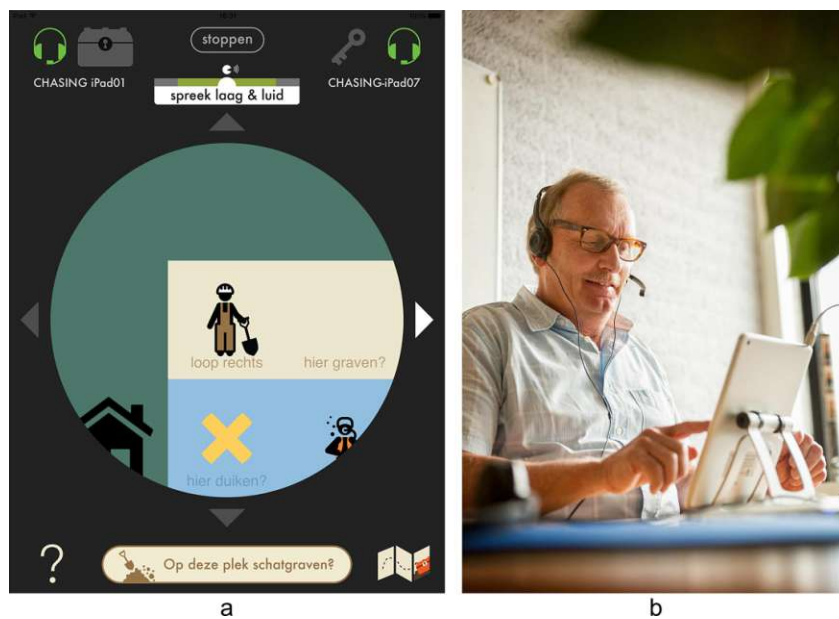 stoppen
CHASING iPad01
CHASING-iPad07
spreek laag & luid
loop rechts
hier graven?
hier duiken?
Op deze plek schatgraven?
?
a
b